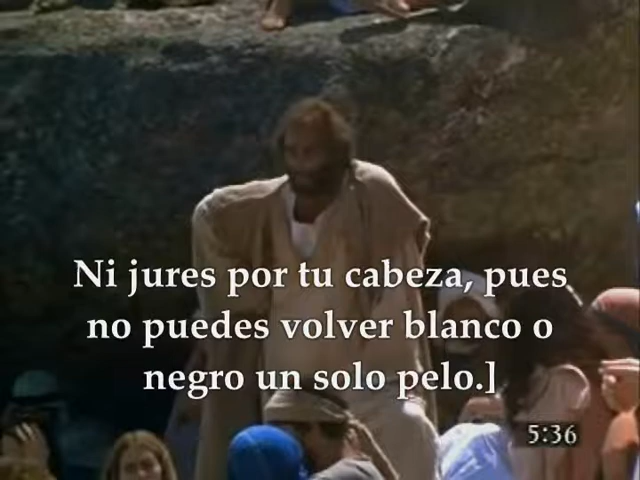 Ni jures por tu cabeza, pues
no puedes volver blanco o
negro un solo pelo.]
5:36